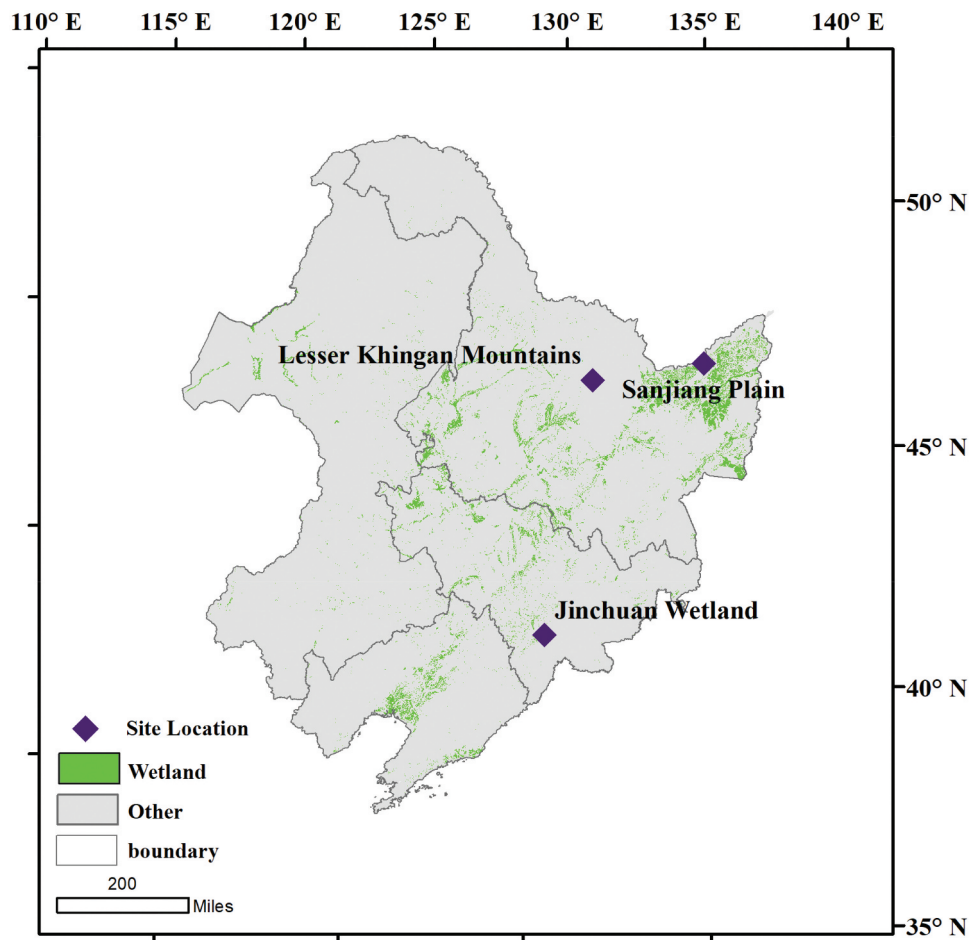 110° E 115° E 120° E 125° E 130° E 135° E 140° E
50° N
Lesser Khingan Mountains
Sanjiang Plain
45° N
Jinchuan Wetland
40° N
Site Location
Wetland
Other
boundary
200
Miles
35° N